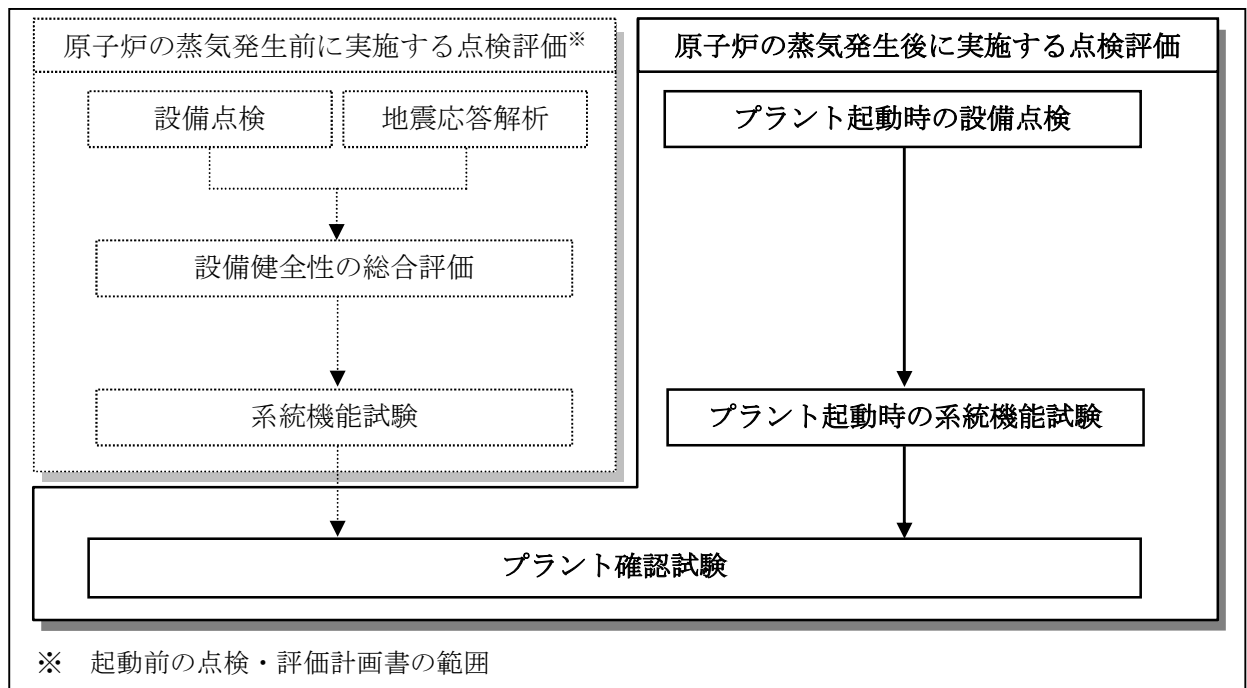 原子炉の蒸気発生前に実施する点検評価※
設備点検
地震応答解析
設備健全性の総合評価
系統機能試験
原子炉の蒸気発生後に実施する点検評価
プラント起動時の設備点検
プラント起動時の系統機能試験
プラント確認試験
※ 起動前の点検・評価計画書の範囲